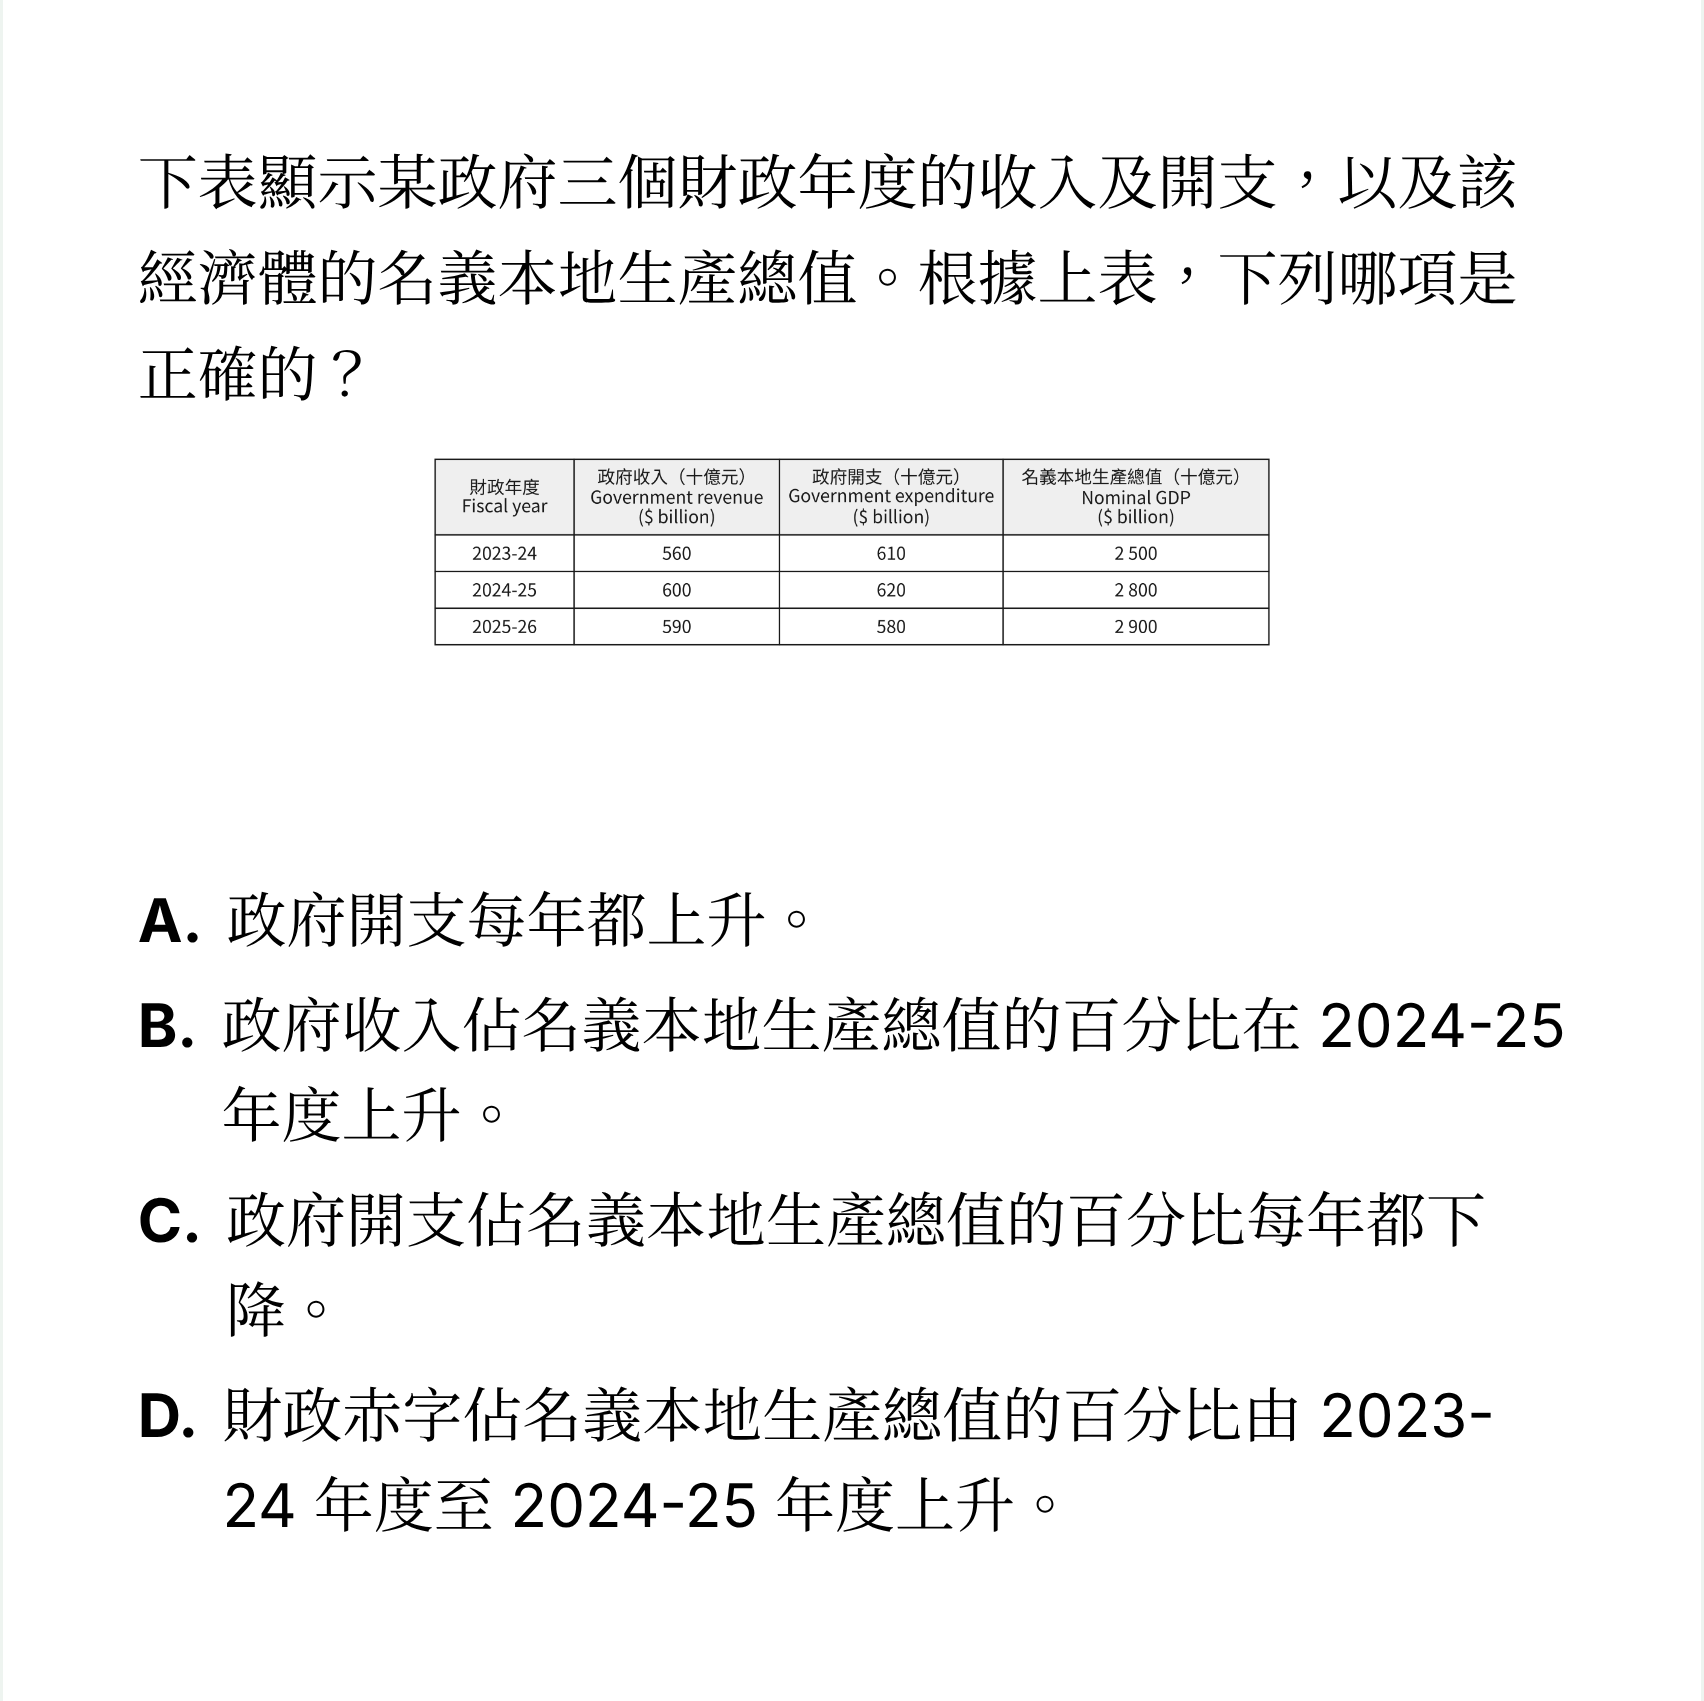 下表顯示某政府三個財政年度的收入及開支，以及該
經濟體的名義本地生產總值。根據上表，下列哪項是
正確的？
財政年度
Fiscal year
政府收入（十億元）
Government revenue
($ billion)
政府開支（十億元）
Government expenditure
($ billion)
名義本地生產總值（十億元）
Nominal GDP
($ billion)
2023-24 560 610 2 500
2024-25 600 620 2 800
2025-26 590 580 2 900
A. 政府開支每年都上升。
B. 政府收入佔名義本地生產總值的百分比在 2024-25
年度上升。
C. 政府開支佔名義本地生產總值的百分比每年都下
降。
D. 財政赤字佔名義本地生產總值的百分比由 2023-
24 年度至 2024-25 年度上升。